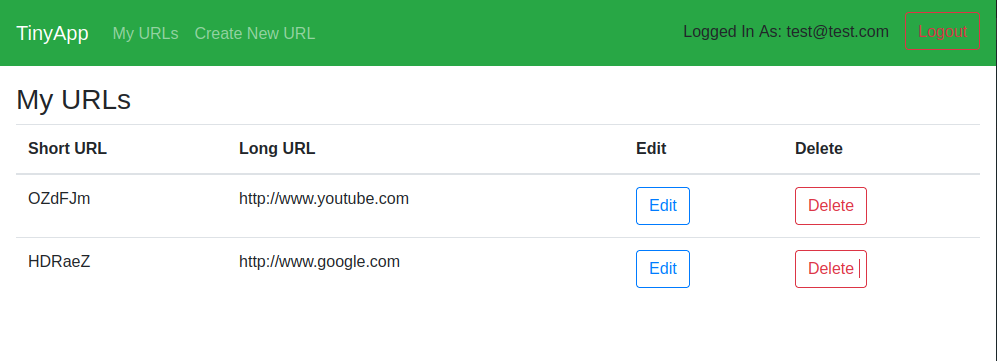 TinyApp My URLs Create New URL Logged In As: test@test.com Logout
My URLs
Short URL Long URL Edit Delete
OZdFJm http://www.youtube.com Edit Delete
HDRaeZ http://www.google.com Edit Delete